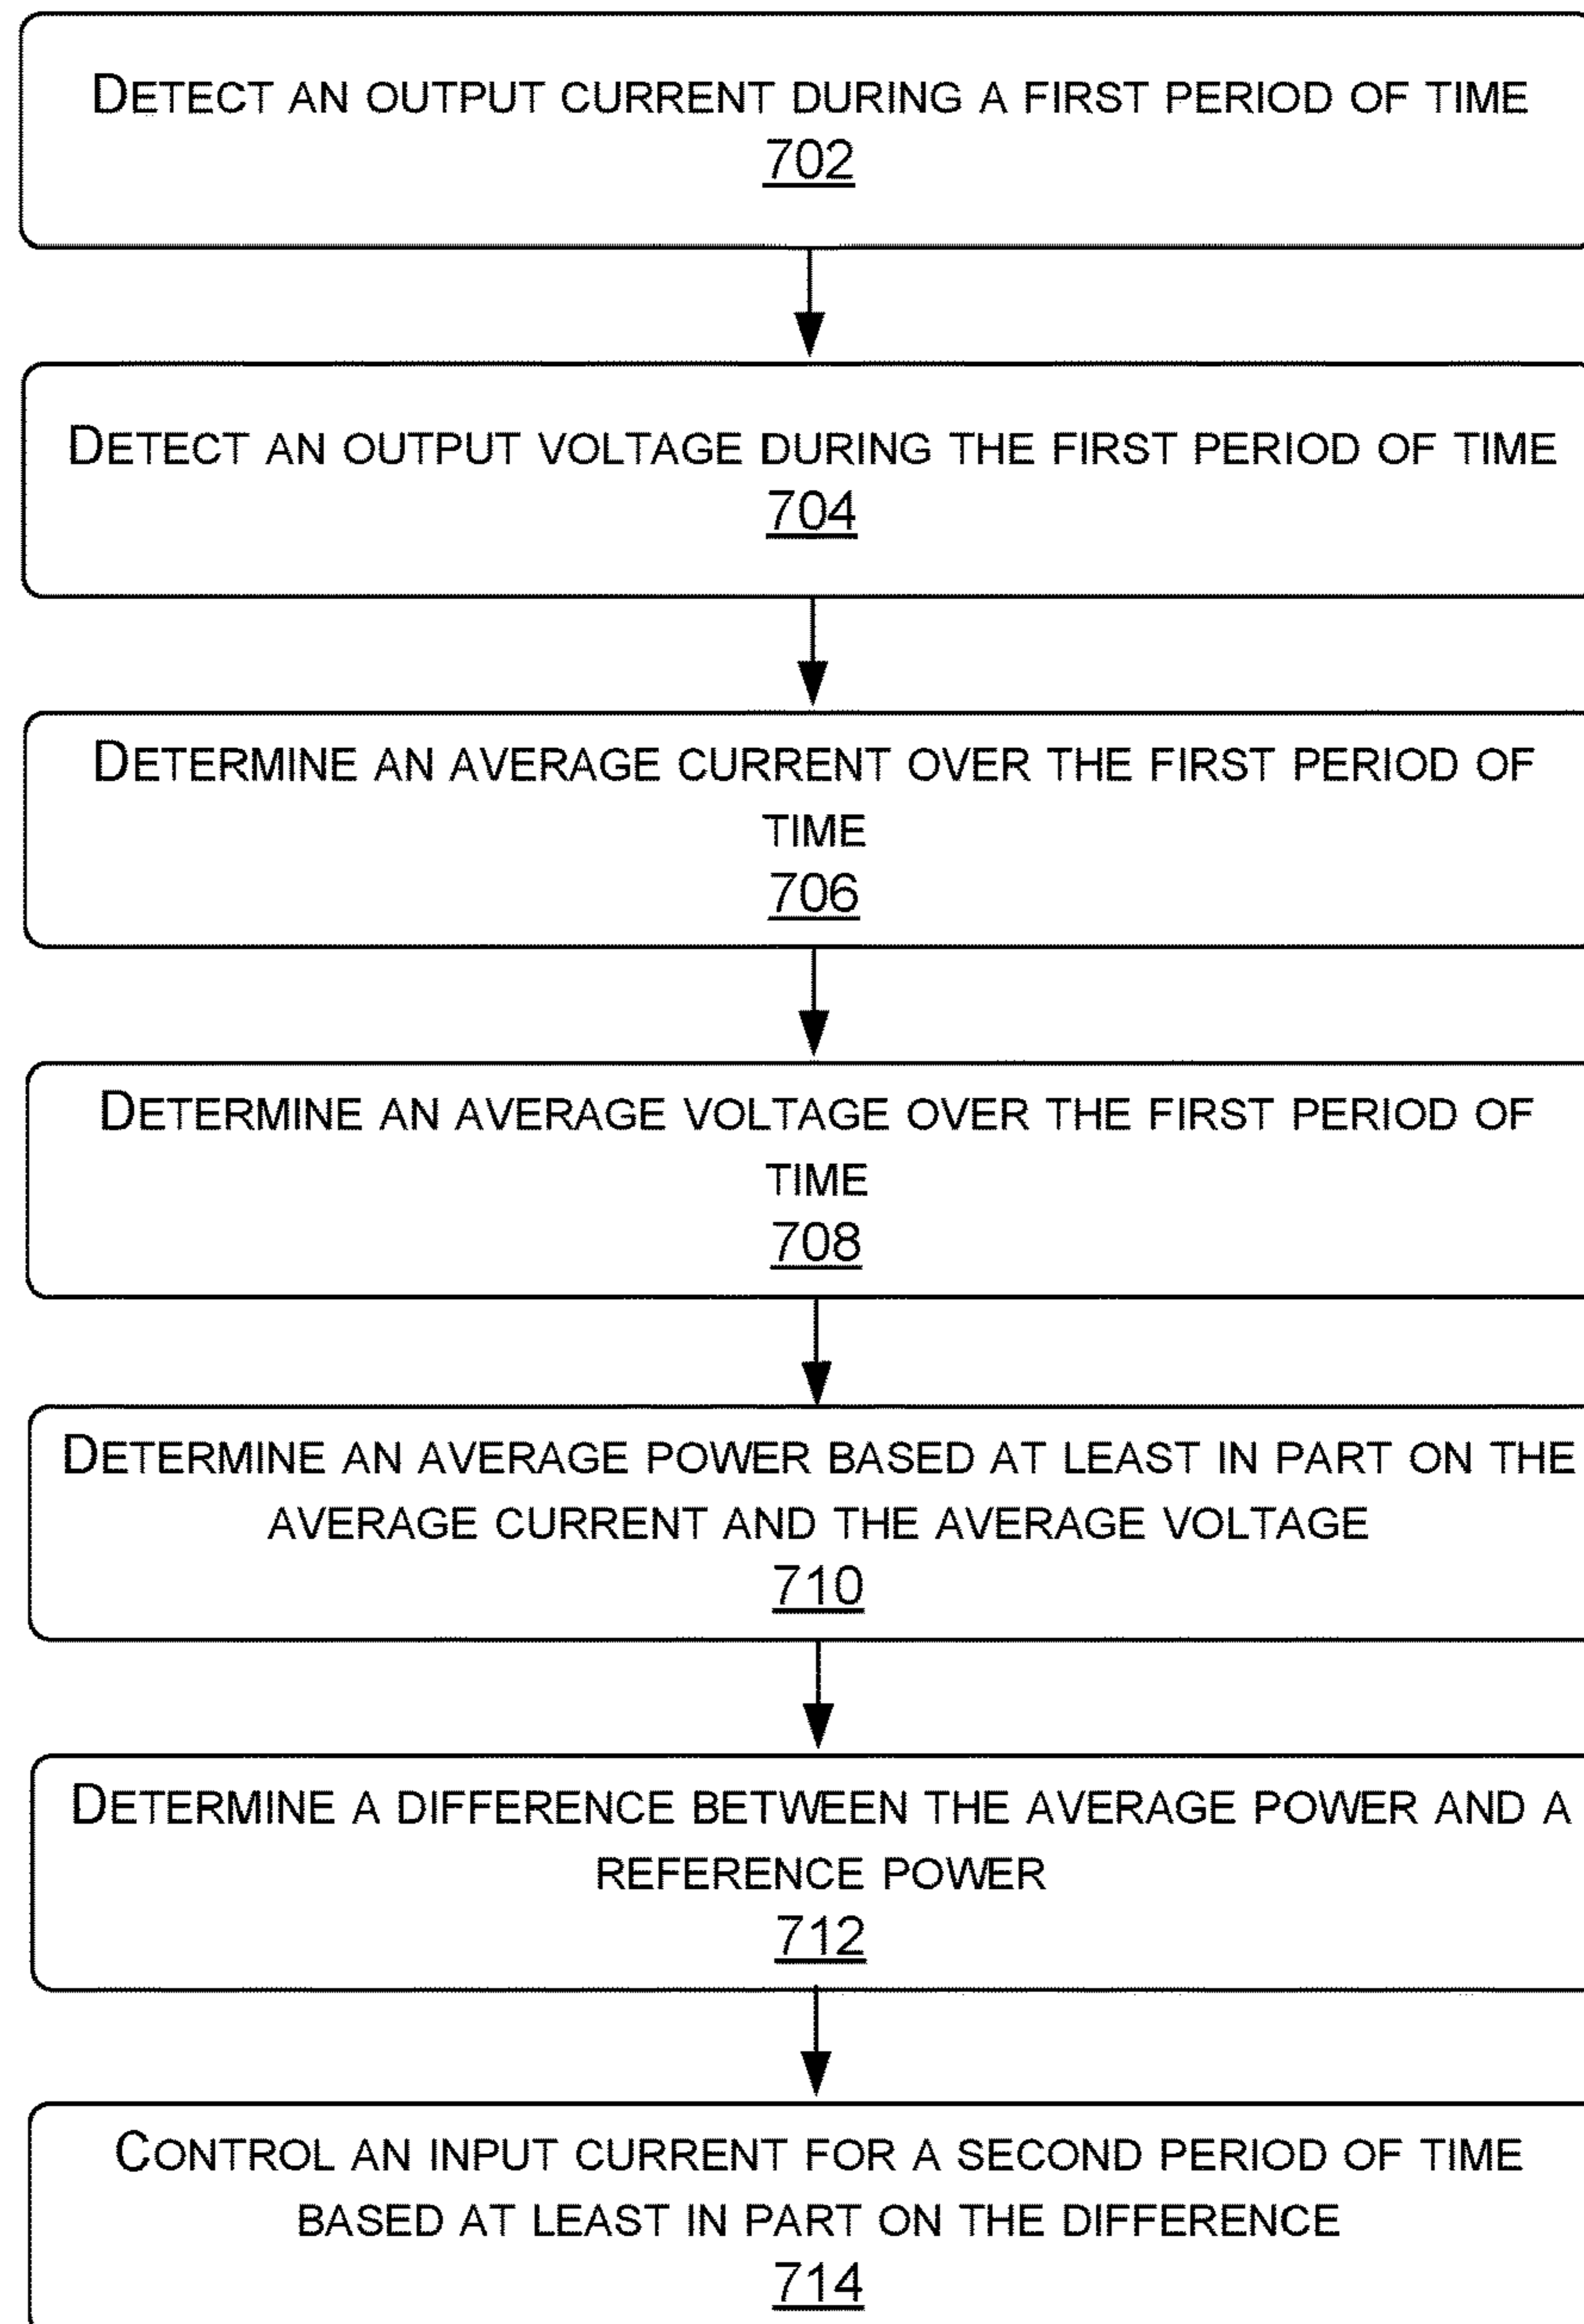 DETECT AN OUTPUT CURRENT DURING A FIRST PERIOD OF TIME
702
DETECT AN OUTPUT VOLTAGE DURING THE FIRST PERIOD OF TIME
704
DETERMINE AN AVERAGE CURRENT OVER THE FIRST PERIOD OF
TIME
706
DETERMINE AN AVERAGE VOLTAGE OVER THE FIRST PERIOD OF
TIME
708
DETERMINE AN AVERAGE POWER BASED AT LEAST IN PART ON THE
AVERAGE CURRENT AND THE AVERAGE VOLTAGE
710
DETERMINE A DIFFERENCE BETWEEN THE AVERAGE POWER AND A
REFERENCE POWER
712
CONTROL AN INPUT CURRENT FOR A SECOND PERIOD OF TIME
BASED AT LEAST IN PART ON THE DIFFERENCE
714